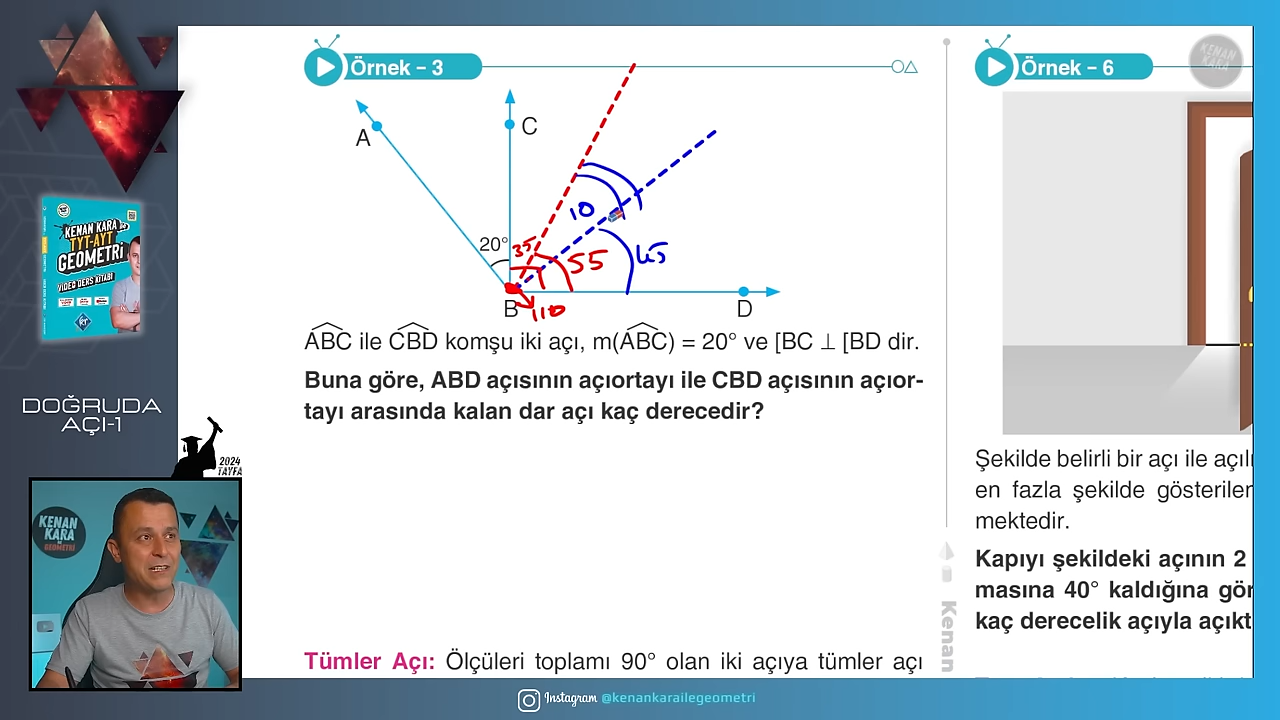 Örnek – 3
A
C
20°
35
10
55
45
B
110
D
ABC ile CBD komşu iki açı, m(ABC) = 20° ve [BC ⊥ [BD dir.
Buna göre, ABD açısının açıortayı ile CBD açısının açıor-
tayı arasında kalan dar açı kaç derecedir?
Tümler Açı: Ölçüleri toplamı 90° olan iki açıya tümler açı
Kenan
Örnek – 6
KENAN
KARA
Şekilde belirli bir açı ile açılı
en fazla şekilde gösterilen
mektedir.
Kapıyı şekildeki açının 2
masına 40° kaldığına gör
kaç derecelik açıyla açıkt
KENAN KARA
TYT-AYT
GEOMETRİ
VİDEO DERS KİTABI
DOĞRUDA
AÇI-1
2024
TAYFA
KENAN
KARA
GEOMETRİ
Instagram @kenankarailegeometri